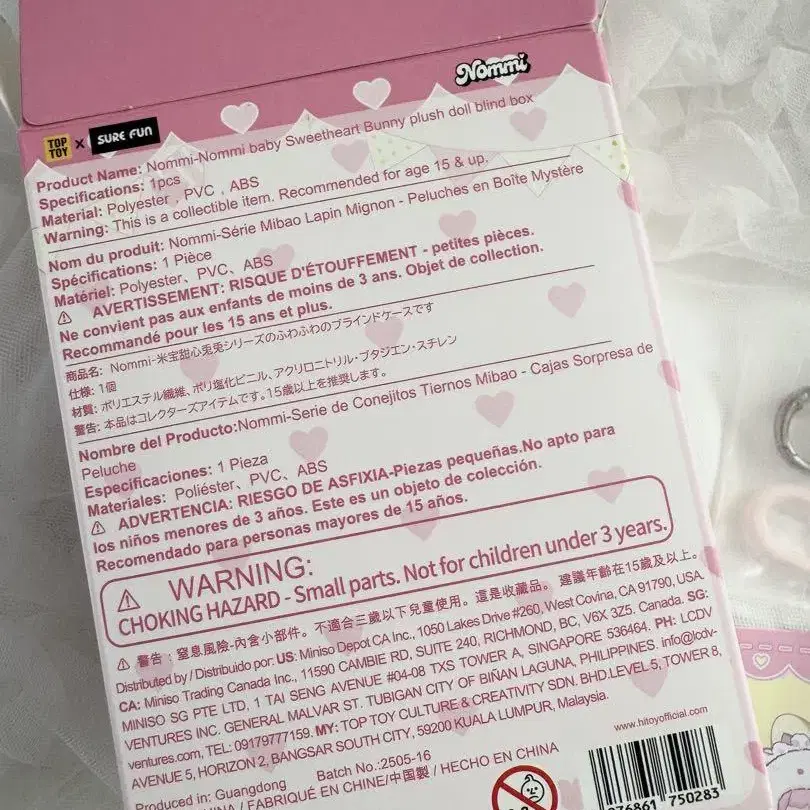 Nommi
TOP TOY x SURE FUN
Product Name: Nommi-Nommi baby Sweetheart Bunny plush doll blind box
Specifications: 1pcs
Material: Polyester , PVC , ABS
Warning: This is a collectible item. Recommended for age 15 & up.
Nom du produit: Nommi-Série Mibao Lapin Mignon - Peluches en Boîte Mystère
Spécifications: 1 Pièce
Matériel: Polyester、PVC、ABS
⚠ AVERTISSEMENT: RISQUE D'ÉTOUFFEMENT - petites pièces.
Ne convient pas aux enfants de moins de 3 ans. Objet de collection.
Recommandé pour les 15 ans et plus.
商品名: Nommi-米宝甜心兎兎シリーズのふわふわのブラインドケースです
仕様: 1個
材質: ポリエステル繊維、ポリ塩化ビニル、アクリロニトリル・ブタジエン・スチレン
警告: 本品はコレクターズアイテムです。15歳以上を推奨します。
Nombre del Producto:Nommi-Serie de Conejitos Tiernos Mibao - Cajas Sorpresa de
Peluche
Especificaciones: 1 Pieza
Materiales: Poliéster, PVC、ABS
⚠ ADVERTENCIA: RIESGO DE ASFIXIA-Piezas pequeñas.No apto para
los niños menores de 3 años. Este es un objeto de colección.
Recomendado para personas mayores de 15 años.
⚠ WARNING:
CHOKING HAZARD - Small parts. Not for children under 3 years.
⚠ 警告：窒息風險-內含小部件。不適合三歲以下兒童使用。這是收藏品。 建議年齡在15歲及以上。
Distributed by / Distribuido por: US: Miniso Depot CA Inc., 1050 Lakes Drive #260, West Covina, CA 91790, USA.
CA: Miniso Trading Canada Inc., 11590 CAMBIE RD, SUITE 240, RICHMOND, BC, V6X 3Z5. Canada. SG:
MINISO SG PTE LTD, 1 TAI SENG AVENUE #04-08 TXS TOWER A, SINGAPORE 536464. PH: LCDV
VENTURES INC. GENERAL MALVAR ST. TUBIGAN CITY OF BIÑAN LAGUNA, PHILIPPINES. info@lcdv-
ventures.com, TEL: 09179777159. MY: TOP TOY CULTURE & CREATIVITY SDN. BHD.LEVEL 5, TOWER 8,
AVENUE 5, HORIZON 2, BANGSAR SOUTH CITY, 59200 KUALA LUMPUR, Malaysia.
www.hitoyofficial.com
Produced in: Guangdong Batch No.:2505-16
CHINA / FABRIQUÉ EN CHINE/中国製 / HECHO EN CHINA
750283